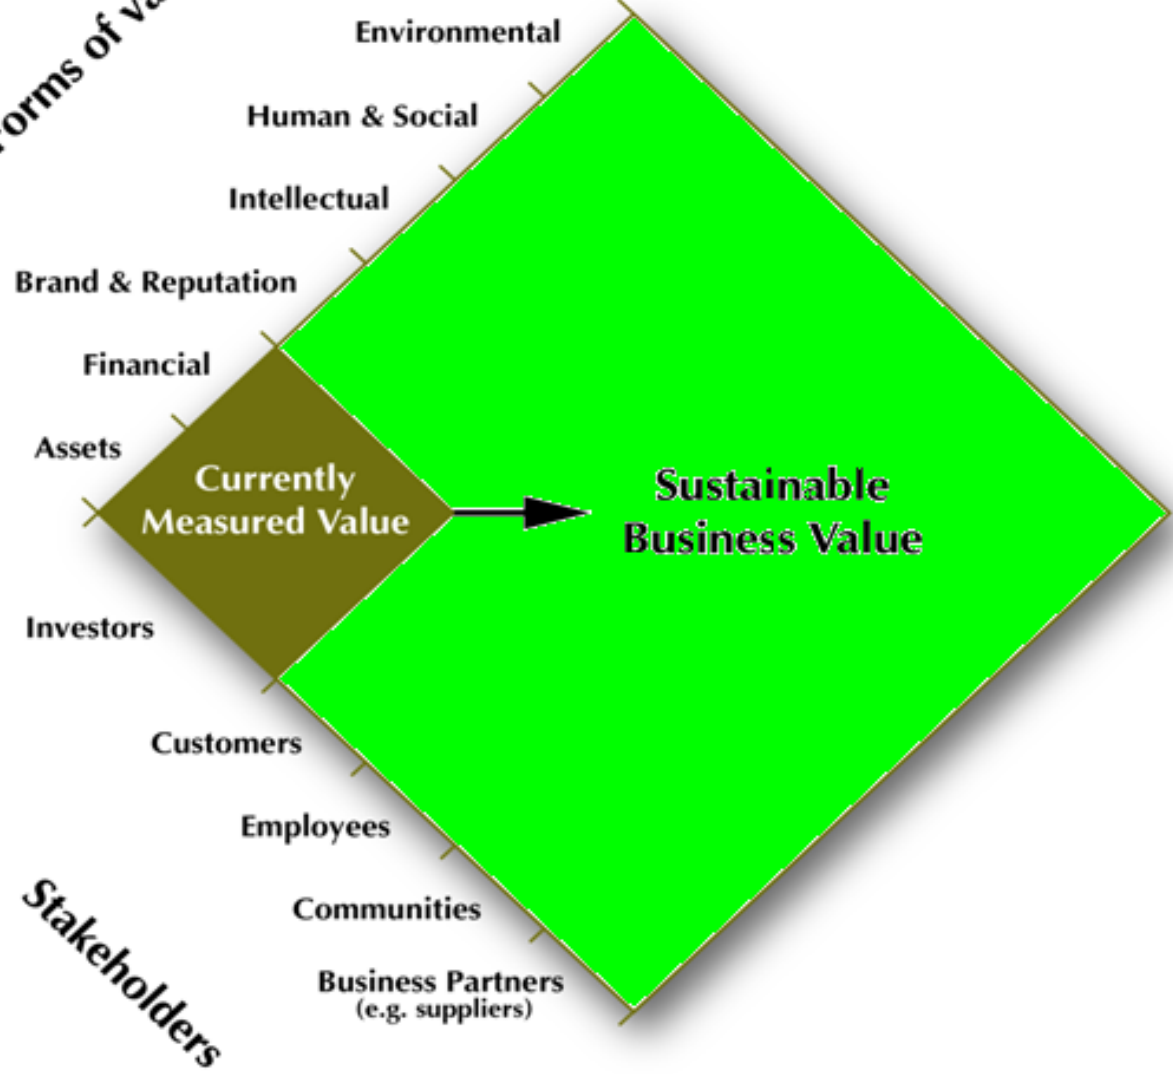 Forms of va
Environmental
Human & Social
Intellectual
Brand & Reputation
Financial
Assets
Currently
Measured Value
Sustainable
Business Value
Investors
Customers
Employees
Communities
Business Partners
(e.g. suppliers)
Stakeholders